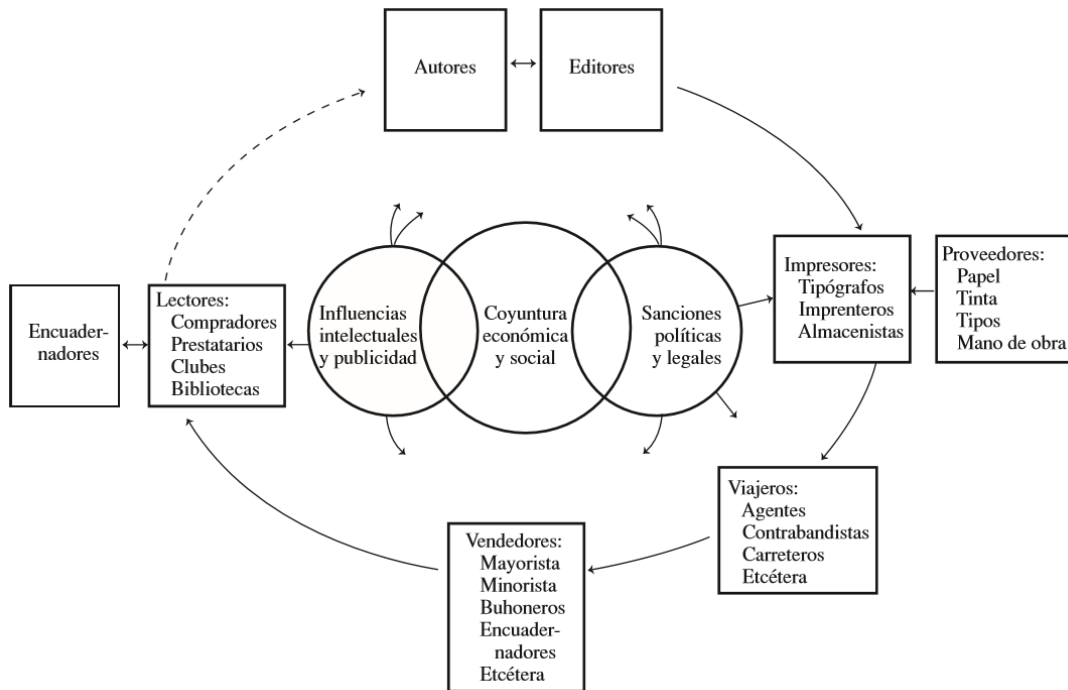 Autores
Editores
Impresores:
Tipógrafos
Imprenteros
Almacenistas
Proveedores:
Papel
Tinta
Tipos
Mano de obra
Viajeros:
Agentes
Contrabandistas
Carreteros
Etcétera
Vendedores:
Mayorista
Minorista
Buhoneros
Encuader-
nadores
Etcétera
Lectores:
Compradores
Prestatarios
Clubes
Bibliotecas
Encuader-
nadores
Influencias
intelectuales
y publicidad
Coyuntura
económica
y social
Sanciones
políticas
y legales